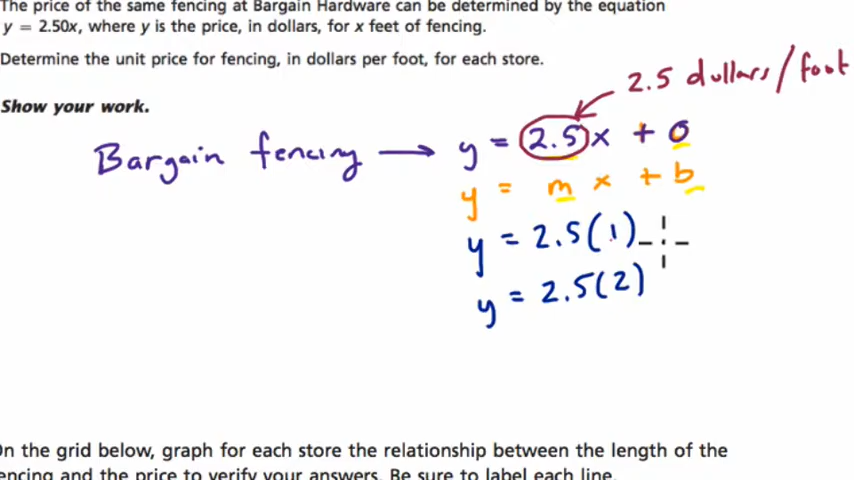 The price of the same fencing at Bargain Hardware can be determined by the equation
y = 2.50x, where y is the price, in dollars, for x feet of fencing.
Determine the unit price for fencing, in dollars per foot, for each store.
2.5 dollars/foot
Show your work.
Bargain fencing → y = 2.5x + 0
y = m x + b
y = 2.5(1)
y = 2.5(2)
On the grid below, graph for each store the relationship between the length of the
encing and the price to verify your answers. Be sure to label each line.